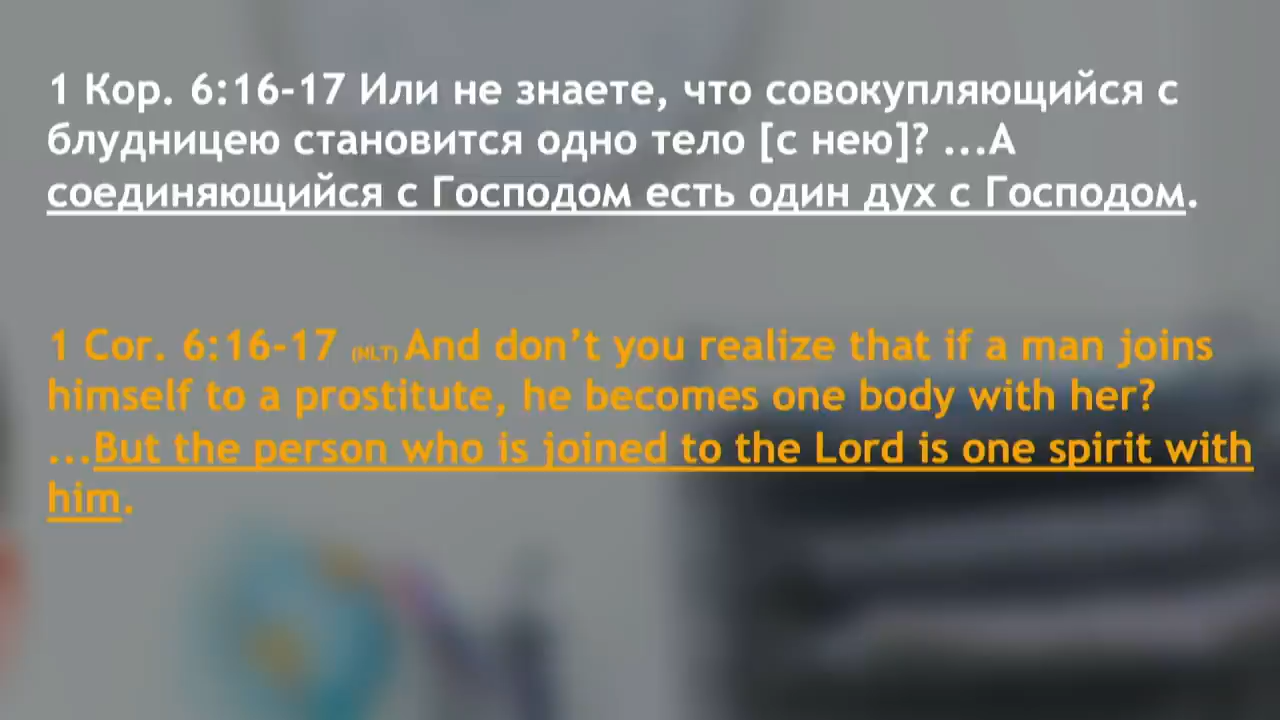 1 Кор. 6:16-17 Или не знаете, что совокупляющийся с
блудницею становится одно тело [с нею]? ...А
соединяющийся с Господом есть один дух с Господом.
1 Cor. 6:16-17 (NLT) And don’t you realize that if a man joins
himself to a prostitute, he becomes one body with her?
...But the person who is joined to the Lord is one spirit with
him.